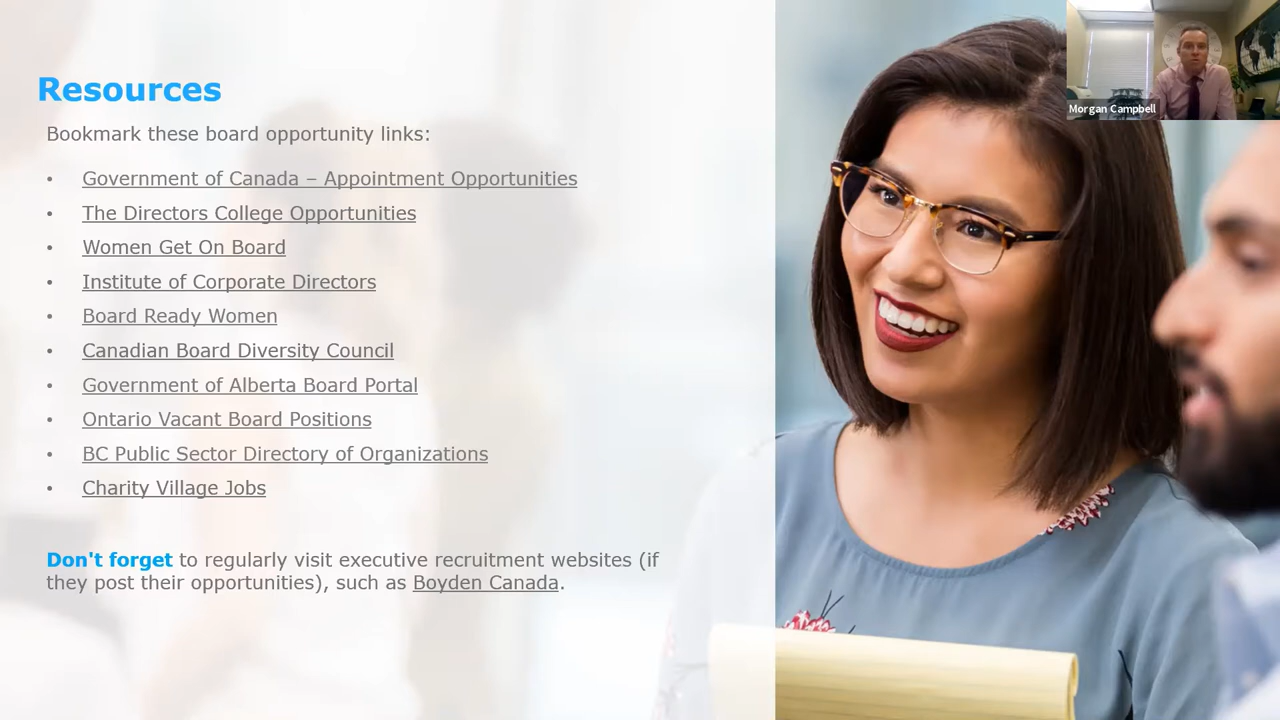 Resources
Bookmark these board opportunity links:
• Government of Canada – Appointment Opportunities
• The Directors College Opportunities
• Women Get On Board
• Institute of Corporate Directors
• Board Ready Women
• Canadian Board Diversity Council
• Government of Alberta Board Portal
• Ontario Vacant Board Positions
• BC Public Sector Directory of Organizations
• Charity Village Jobs
Don't forget to regularly visit executive recruitment websites (if
they post their opportunities), such as Boyden Canada.
Morgan Campbell